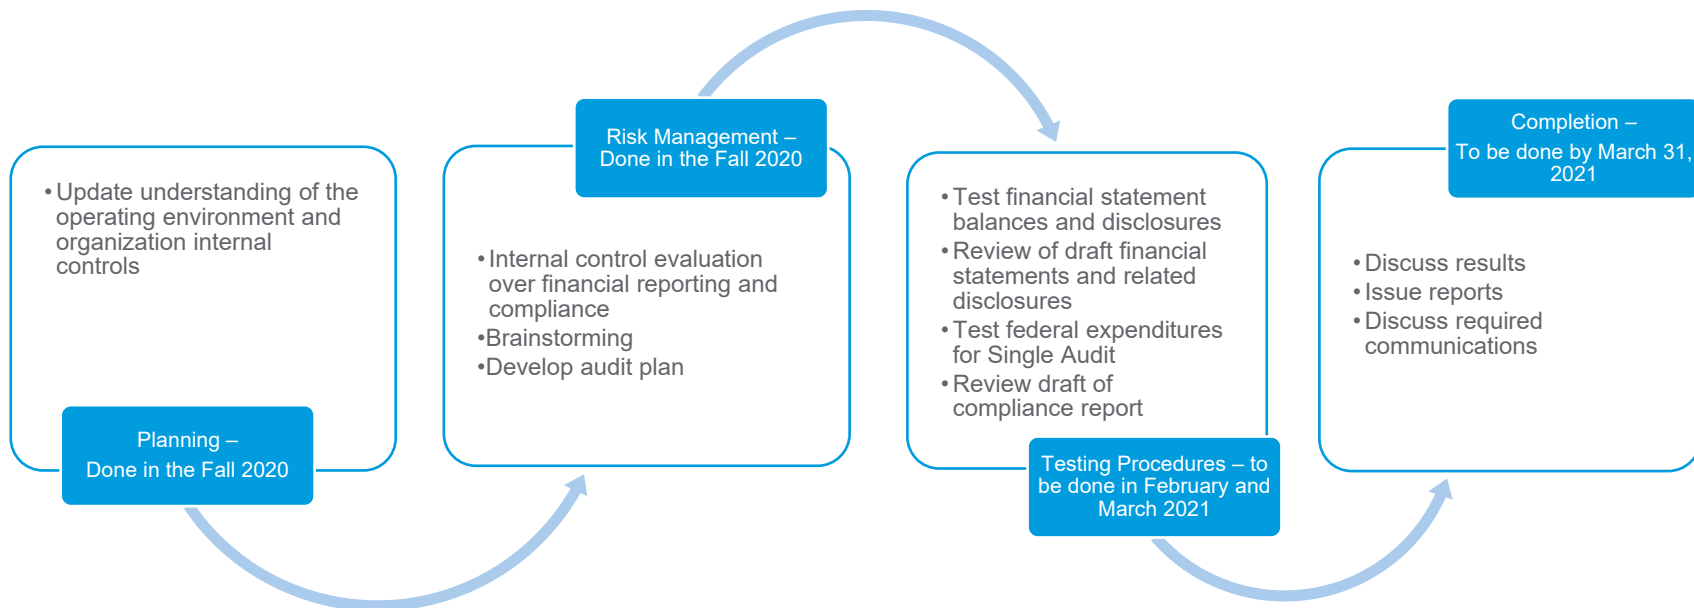 • Update understanding of the
operating environment and
organization internal
controls
Planning –
Done in the Fall 2020
Risk Management –
Done in the Fall 2020
• Internal control evaluation
over financial reporting and
compliance
• Brainstorming
• Develop audit plan
• Test financial statement
balances and disclosures
• Review of draft financial
statements and related
disclosures
• Test federal expenditures
for Single Audit
• Review draft of
compliance report
Testing Procedures – to
be done in February and
March 2021
Completion –
To be done by March 31,
2021
• Discuss results
• Issue reports
• Discuss required
communications